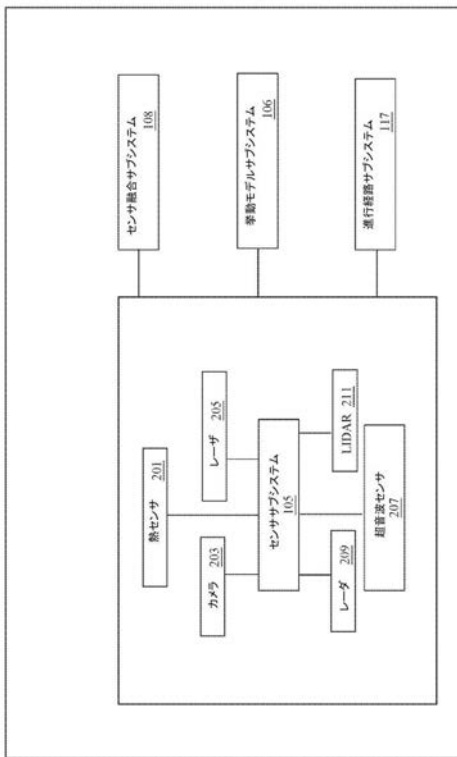 熱センサ 201
カメラ 203
レーザ 205
センササブシステム
105
レーダ 209
LIDAR 211
超音波センサ
207
センサ融合サブシステム
108
挙動モデルサブシステム
106
進行経路サブシステム
117